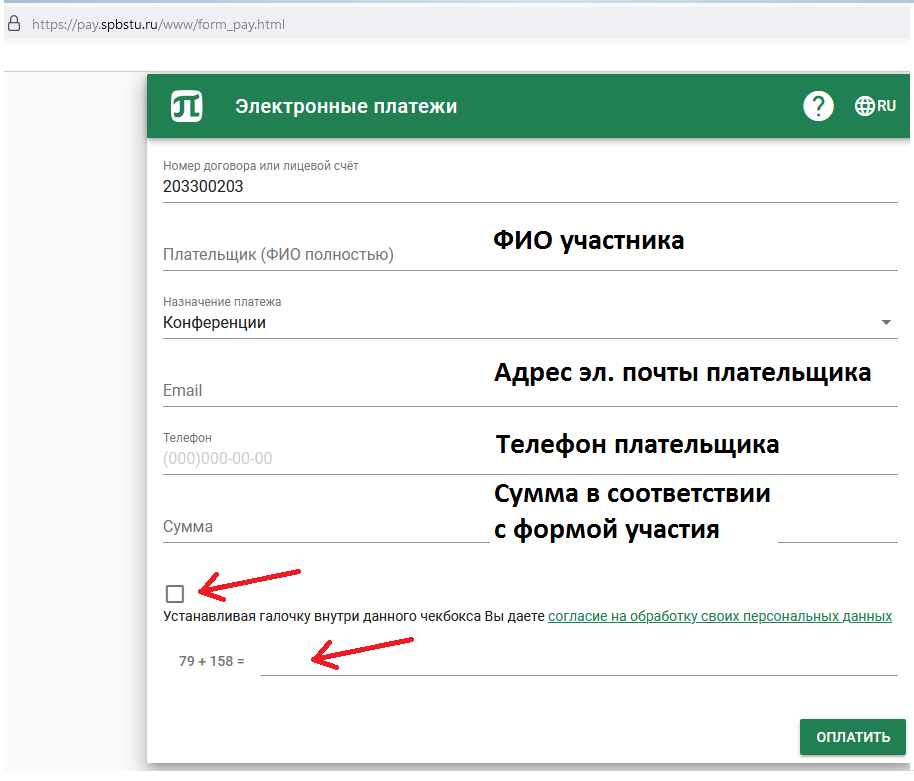 https://pay.spbstu.ru/www/form_pay.html
Электронные платежи
?
RU
Номер договора или лицевой счёт
203300203
ФИО участника
Плательщик (ФИО полностью)
Назначение платежа
Конференции
Адрес эл. почты плательщика
Email
Телефон
Телефон плательщика
(000)000-00-00
Сумма в соответствии
с формой участия
Сумма
Устанавливая галочку внутри данного чекбокса Вы даете согласие на обработку своих персональных данных
79 + 158 =
ОПЛАТИТЬ